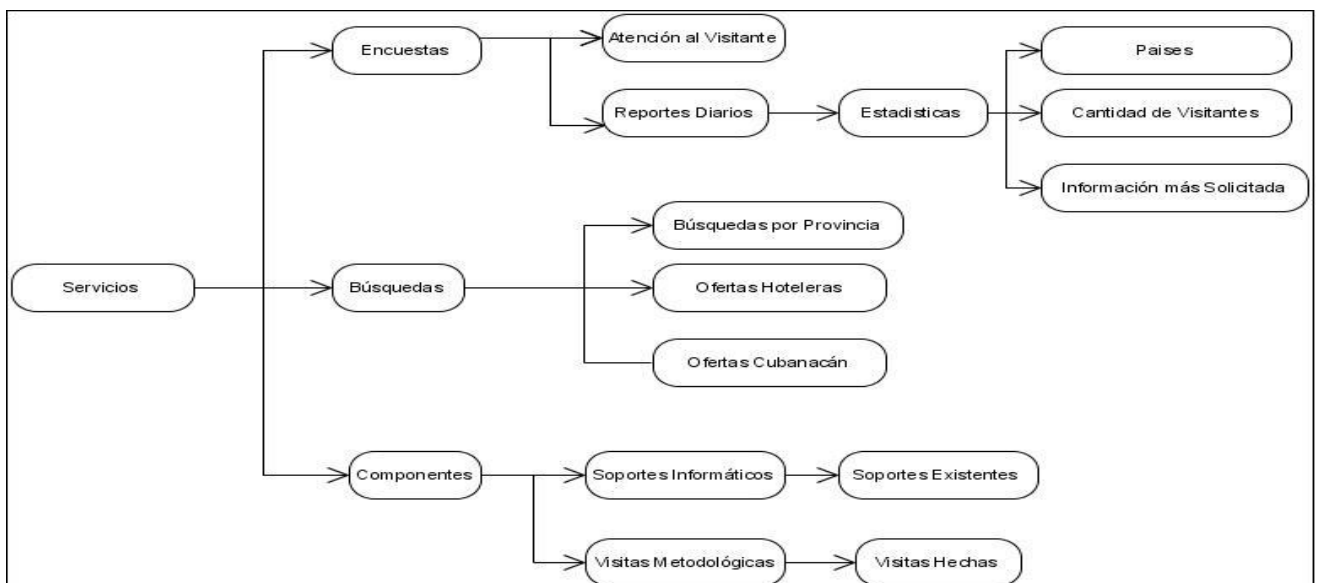 Encuestas
Atención al Visitante
Paises
Reportes Diarios
Estadisticas
Cantidad de Visitantes
Información más Solicitada
Búsquedas por Provincia
Servicios
Búsquedas
Ofertas Hoteleras
Ofertas Cubanacán
Componentes
Soportes Informáticos
Soportes Existentes
Visitas Metodológicas
Visitas Hechas